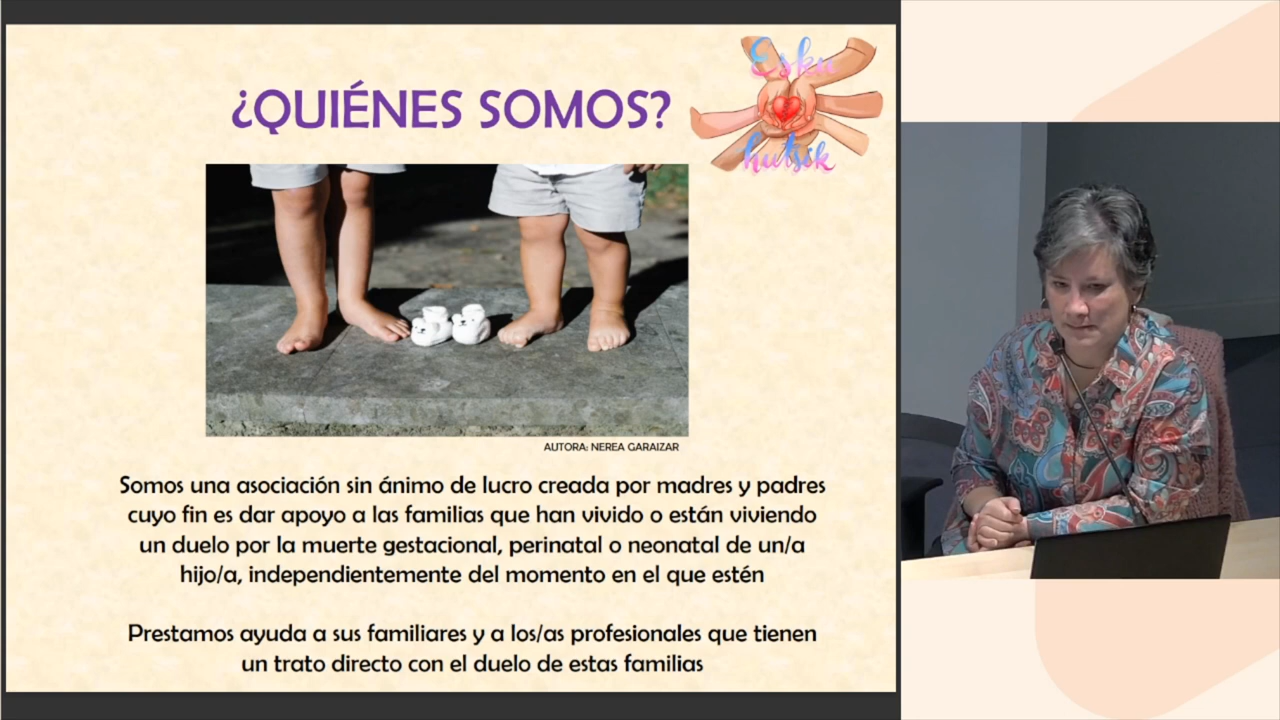 ¿QUIÉNES SOMOS?
Esku
hutsik
AUTORA: NEREA GARAIZAR
Somos una asociación sin ánimo de lucro creada por madres y padres
cuyo fin es dar apoyo a las familias que han vivido o están viviendo
un duelo por la muerte gestacional, perinatal o neonatal de un/a
hijo/a, independientemente del momento en el que estén
Prestamos ayuda a sus familiares y a los/as profesionales que tienen
un trato directo con el duelo de estas familias